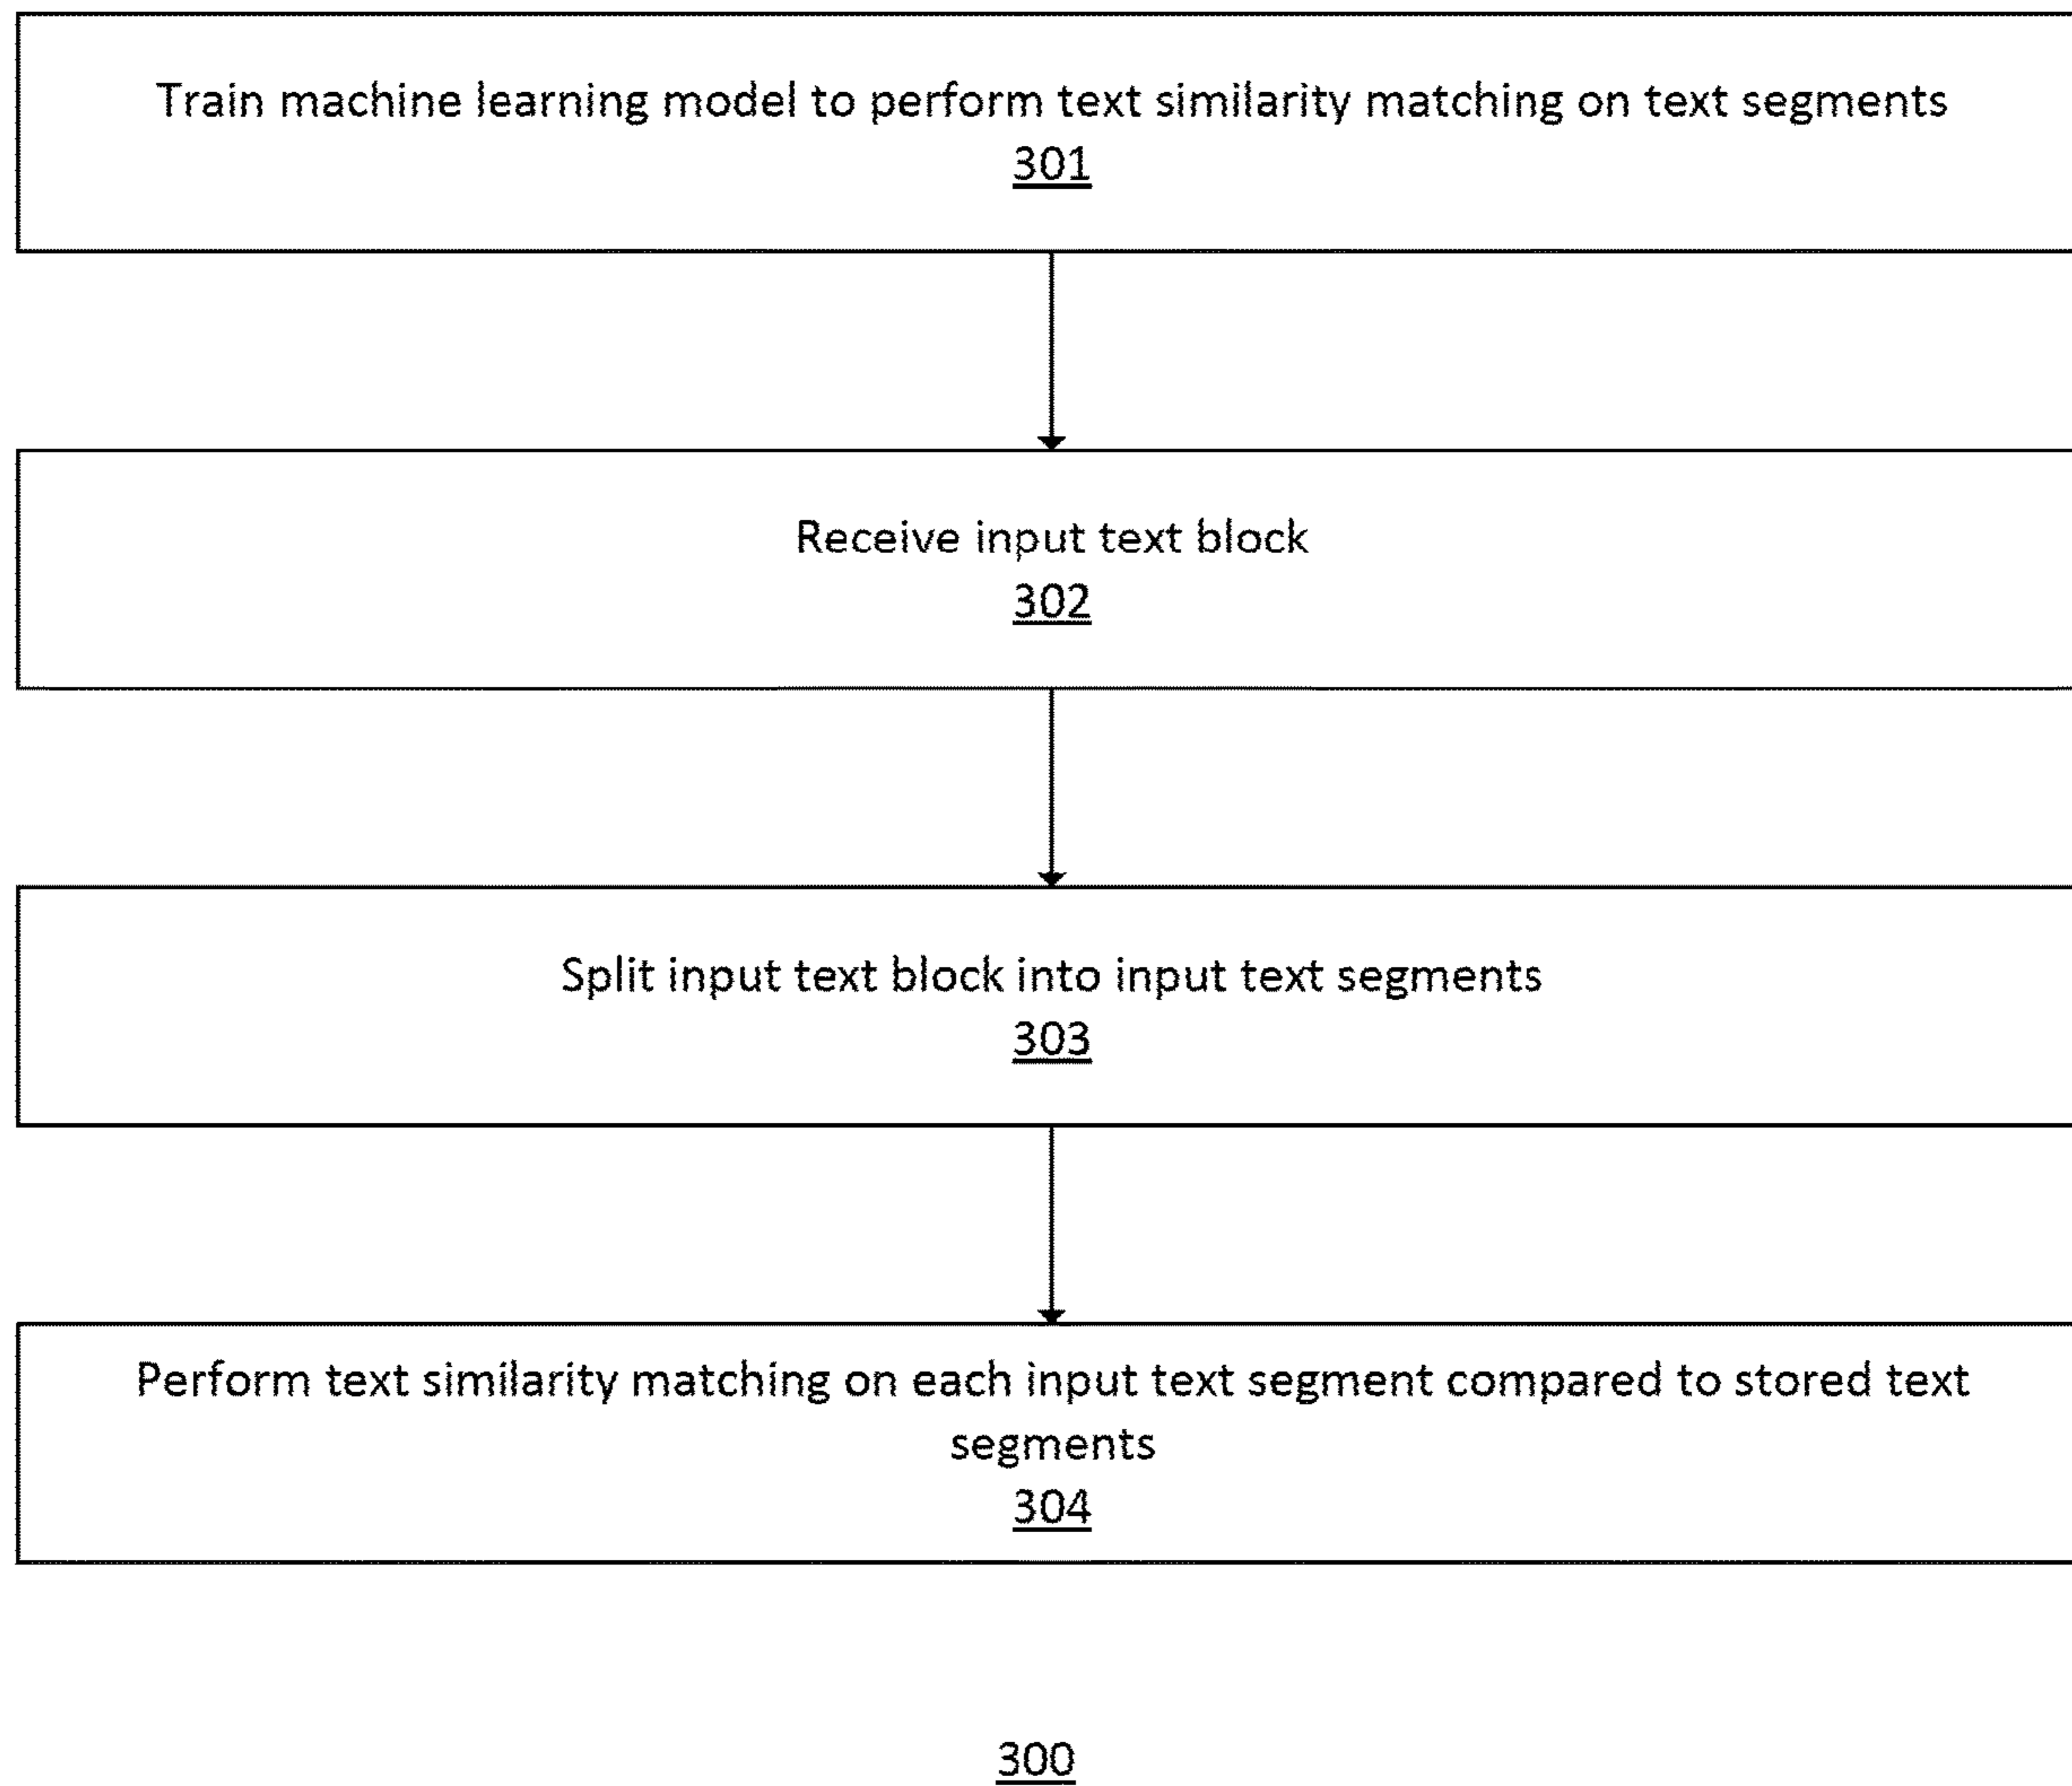 Train machine learning model to perform text similarity matching on text segments
301
Receive input text block
302
Split input text block into input text segments
303
Perform text similarity matching on each input text segment compared to stored text
segments
304
300